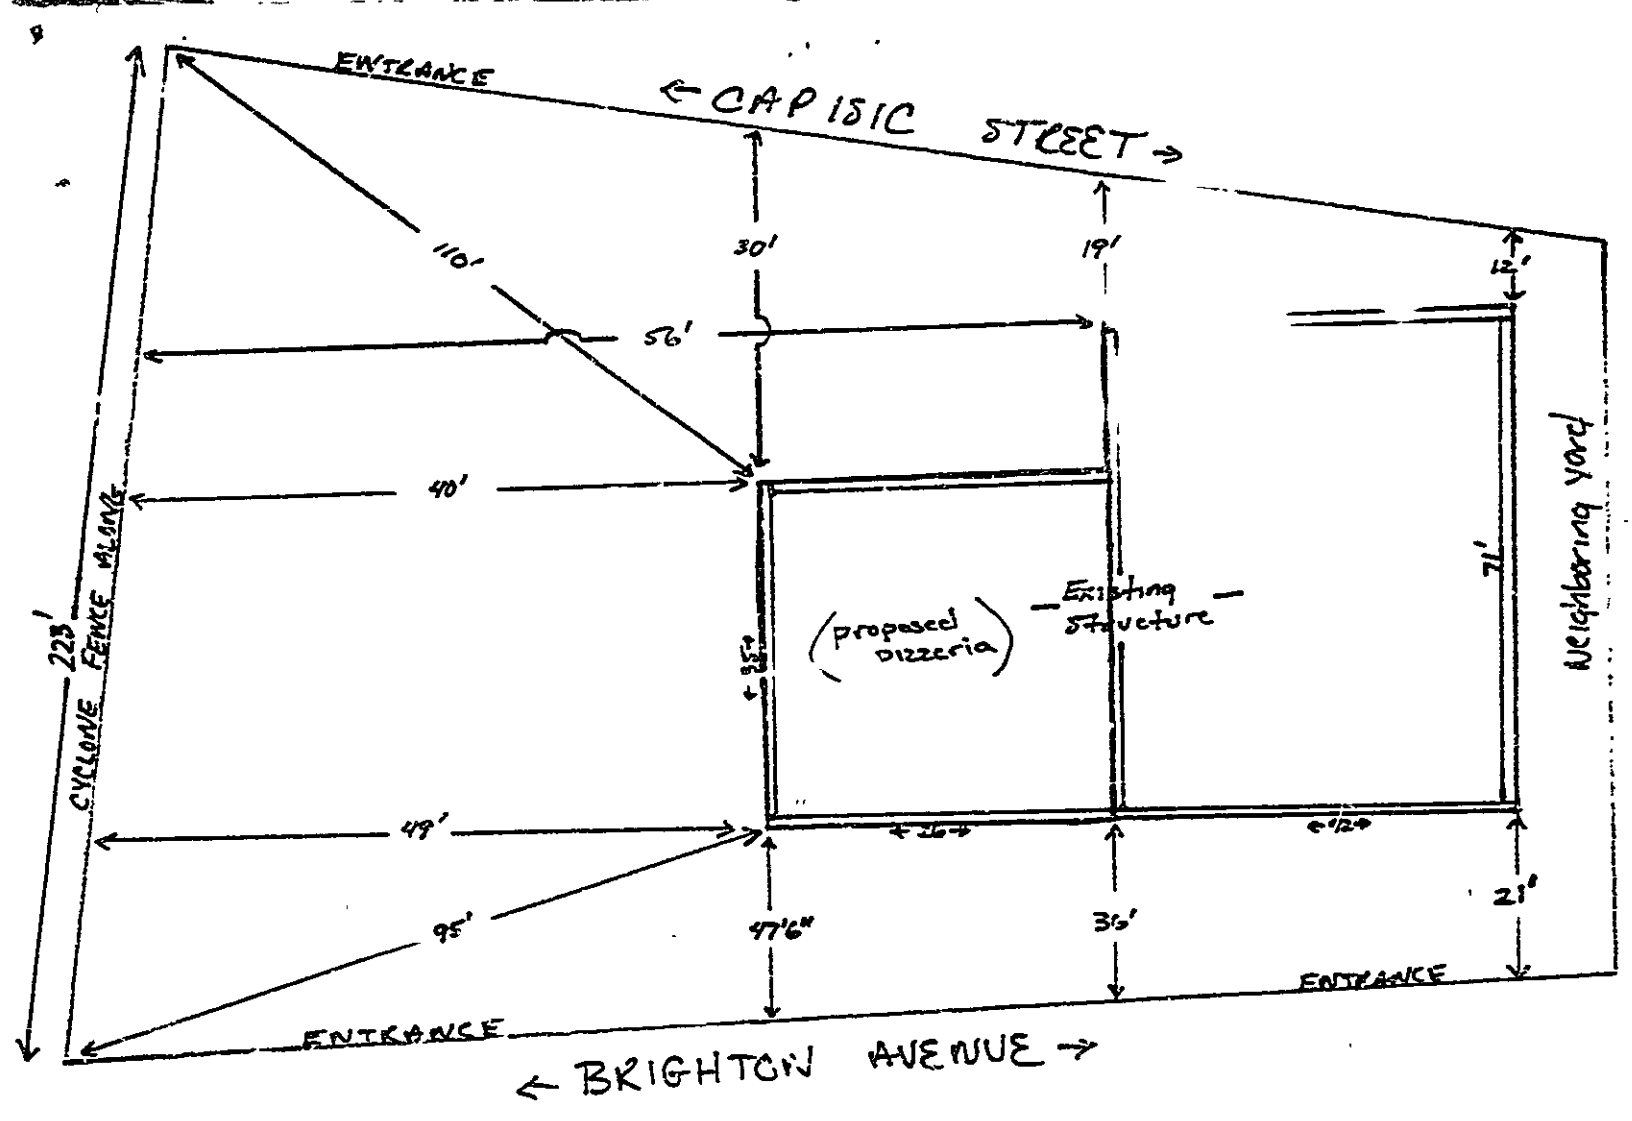 ENTRANCE
← CAPISIC STREET →
30'
19'
12'
110'
56'
40'
CYCLONE FENCE ALONG
223'
Existing
Structure
(proposed
pizzeria)
35
71'
Neighboring Yard
49'
26
95'
47'6"
21'
ENTRANCE
ENTRANCE
← BRIGHTON AVENUE →